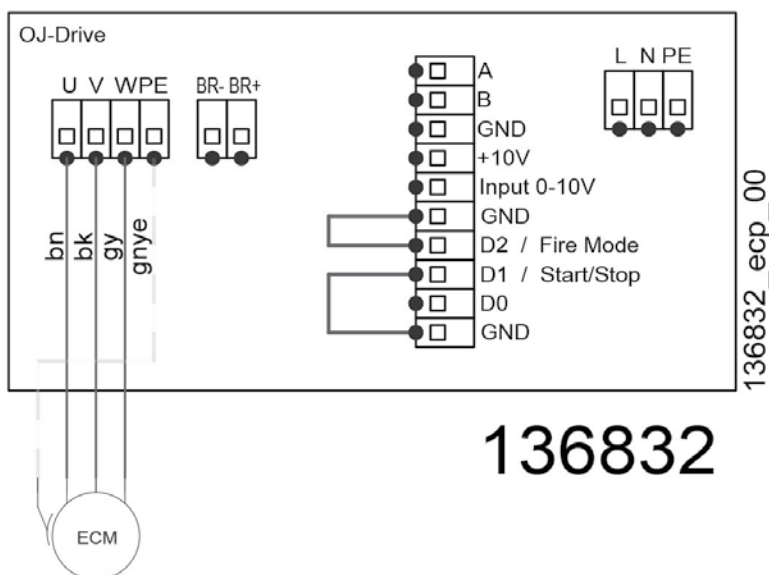 OJ-Drive
U V WPE
BR- BR+
bn
bk
gy
gnye
A
B
GND
+10V
Input 0-10V
GND
D2 / Fire Mode
D1 / Start/Stop
D0
GND
L N PE
136832_ecp_00
136832
ECM